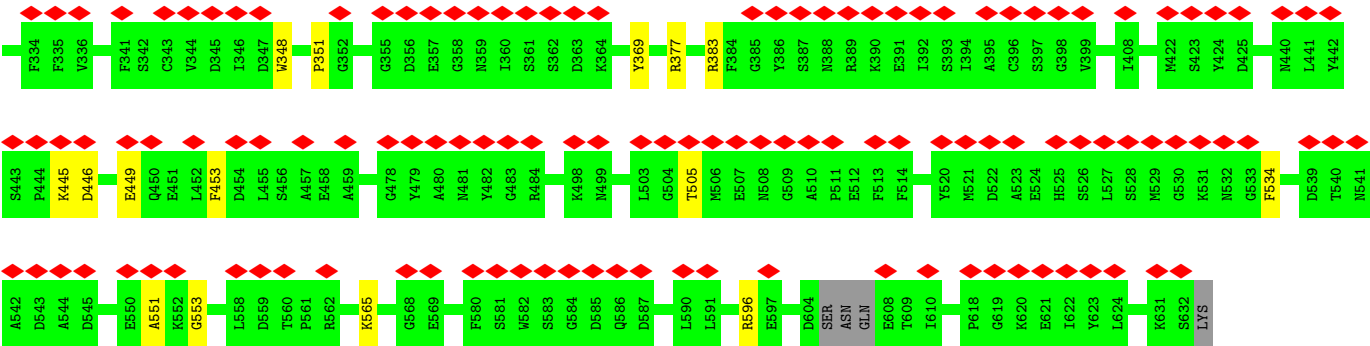 F334 F335 V336 F341 S342 C343 V344 D345 I346 D347 W348 P351 G352 G355 D356 E357 G358 N359 I360 S361 S362 D363 K364 Y369 R377 R383 F384 G385 Y386 S387 N388 R389 K390 E391 I392 S393 I394 A395 C396 S397 G398 V399 I408 M422 S423 Y424 D425 N440 L441 Y442
S443 P444 K445 D446 E449 Q450 E451 L452 F453 D454 L455 S456 A457 E458 A459 G478 Y479 A480 N481 Y482 G483 R484 K498 N499 L503 G504 T505 M506 E507 N508 G509 A510 P511 E512 F513 F514 Y520 M521 D522 A523 E524 H525 S526 L527 S528 M529 G530 K531 N532 G533 F534 D539 T540 N541
A542 D543 A544 D545 E550 A551 K552 G553 L558 D559 T560 P561 R562 K565 G568 E569 F580 S581 W582 S583 G584 D585 Q586 D587 L590 L591 R596 E597 D604 SER ASN GLN E608 T609 I610 P618 G619 K620 E621 I622 Y623 L624 K631 S632 LYS